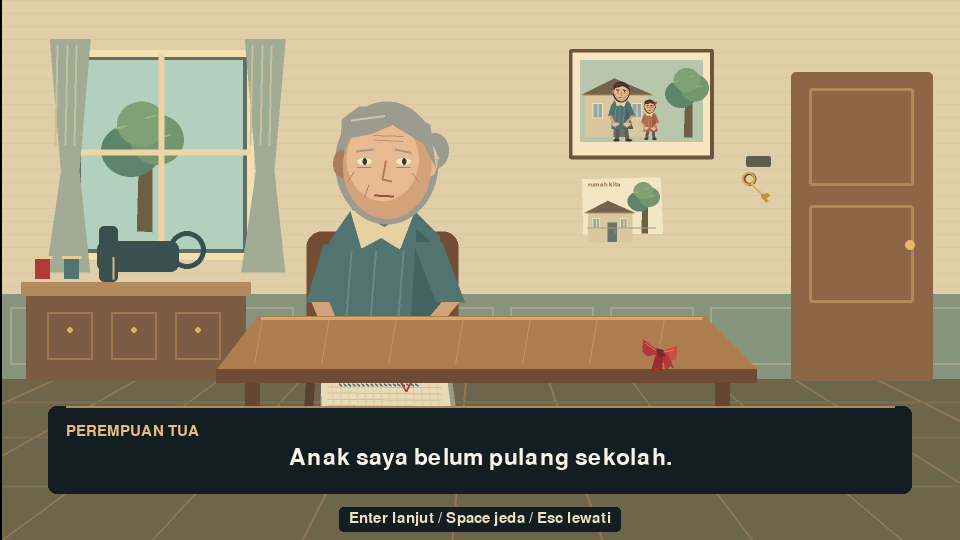 rumah kita
PEREMPUAN TUA
Anak saya belum pulang sekolah.
Enter lanjut / Space jeda / Esc lewati